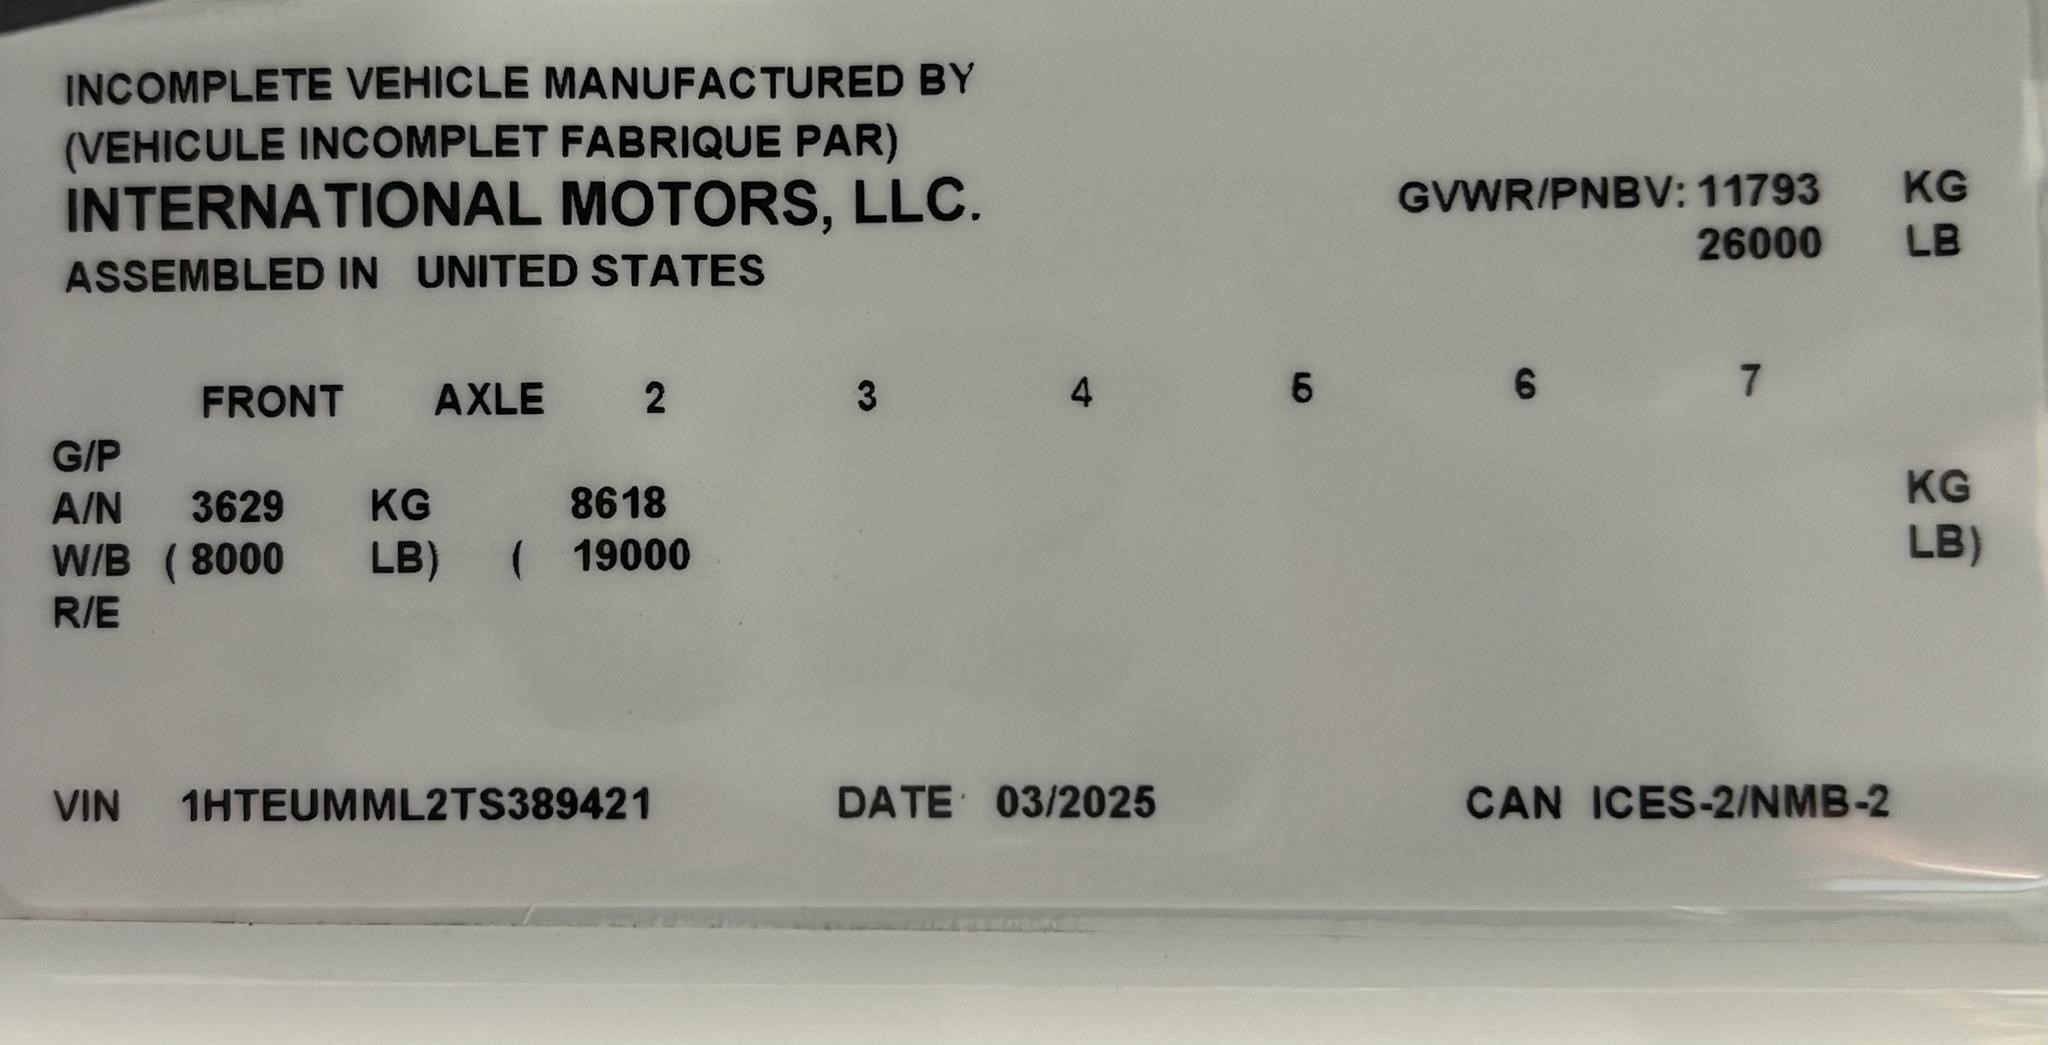 INCOMPLETE VEHICLE MANUFACTURED BY
(VEHICULE INCOMPLET FABRIQUE PAR)
INTERNATIONAL MOTORS, LLC.
ASSEMBLED IN UNITED STATES
GVWR/PNBV: 11793 KG
26000 LB
FRONT AXLE 2 3 4 5 6 7
G/P
A/N 3629 KG 8618 KG
W/B ( 8000 LB) ( 19000 LB)
R/E
VIN 1HTEUMML2TS389421 DATE 03/2025 CAN ICES-2/NMB-2